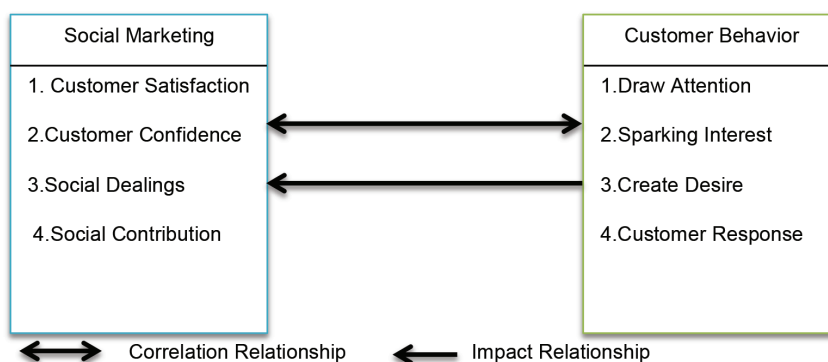 Social Marketing
1. Customer Satisfaction
2.Customer Confidence
3.Social Dealings
4.Social Contribution
Customer Behavior
1.Draw Attention
2.Sparking Interest
3.Create Desire
4.Customer Response
Correlation Relationship
Impact Relationship